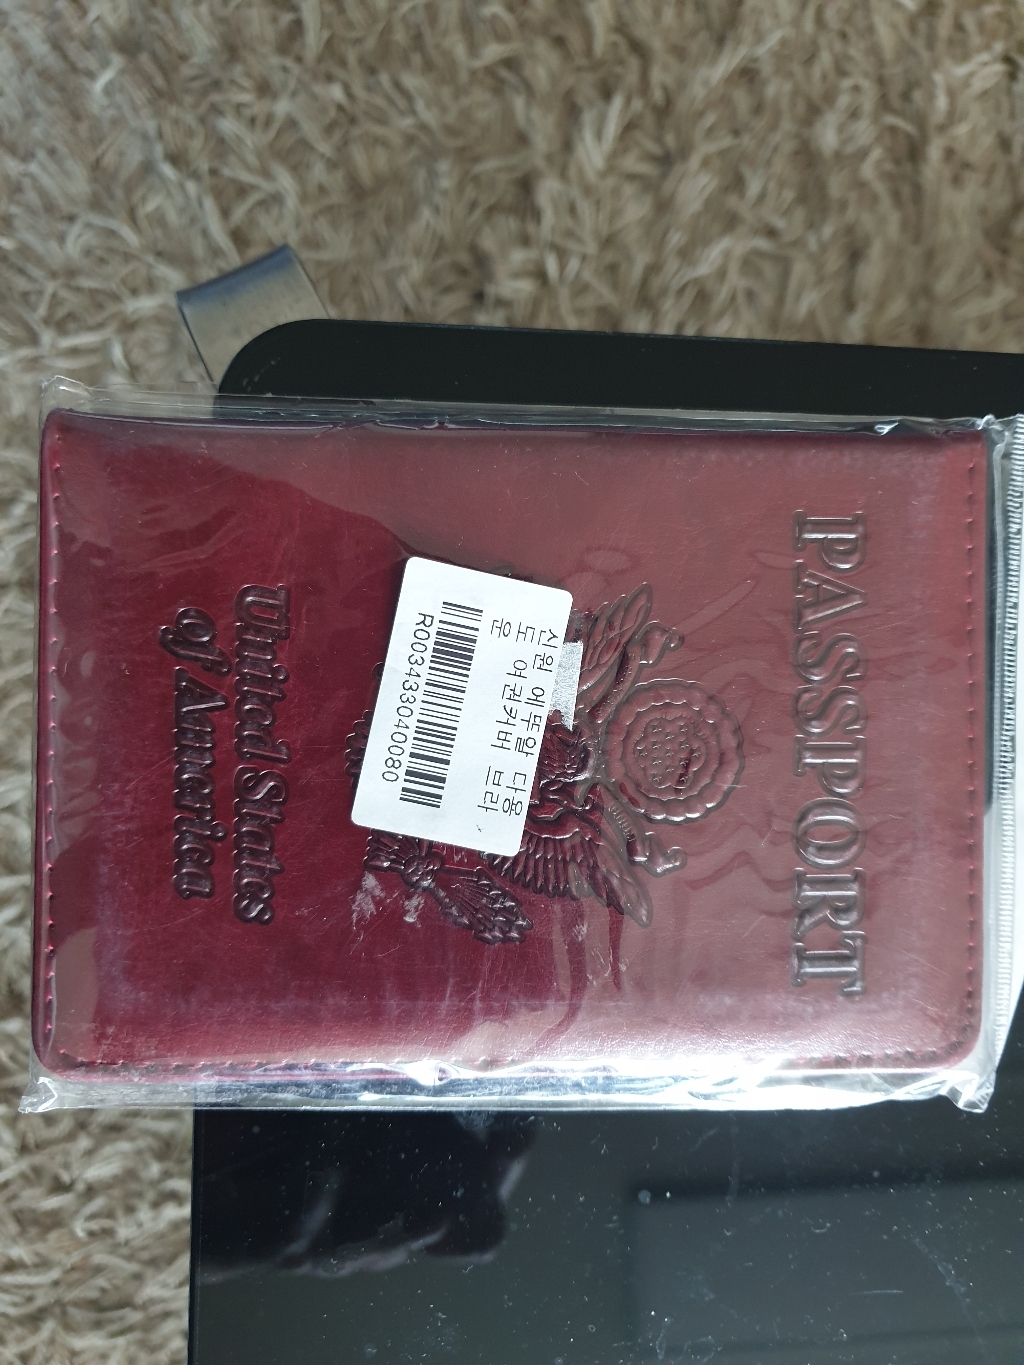 PASSPORT
신원 에뚜알 다용
도 여권커버 브라
운
R003433040080
United States
of America